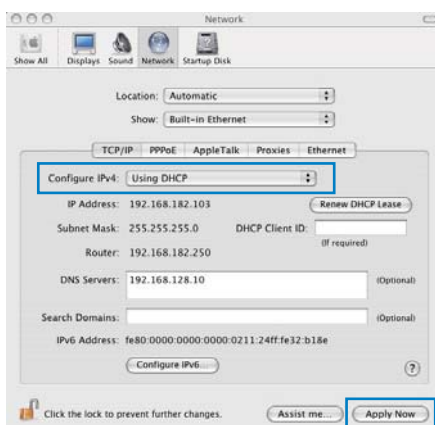 Network
Show All Displays Sound Network Startup Disk
Location: Automatic
Show: Built-in Ethernet
TCP/IP PPPoE AppleTalk Proxies Ethernet
Configure IPv4: Using DHCP
IP Address: 192.168.182.103 Renew DHCP Lease
Subnet Mask: 255.255.255.0 DHCP Client ID:
(If required)
Router: 192.168.182.250
DNS Servers: 192.168.128.10 (Optional)
Search Domains: (Optional)
IPv6 Address: fe80:0000:0000:0000:0211:24ff:fe32:b18e
Configure IPv6... ?
Click the lock to prevent further changes. Assist me... Apply Now